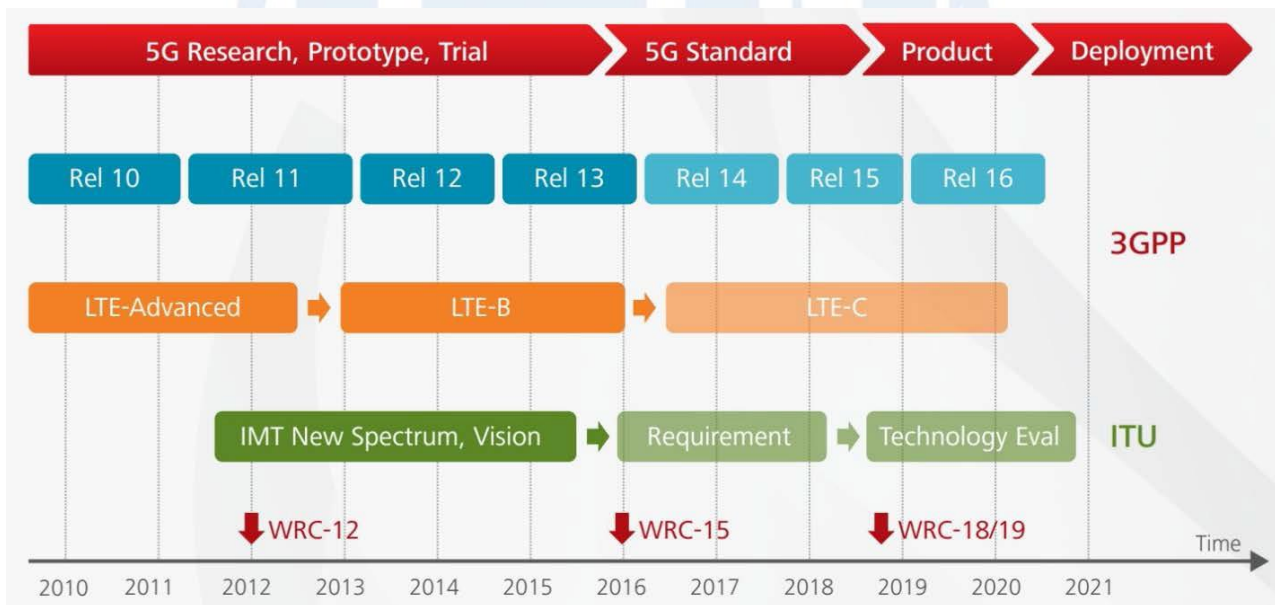 5G Research, Prototype, Trial
5G Standard
Product
Deployment
Rel 10
Rel 11
Rel 12
Rel 13
Rel 14
Rel 15
Rel 16
3GPP
LTE-Advanced
LTE-B
LTE-C
IMT New Spectrum, Vision
Requirement
Technology Eval
ITU
WRC-12
WRC-15
WRC-18/19
Time
2010
2011
2012
2013
2014
2015
2016
2017
2018
2019
2020
2021